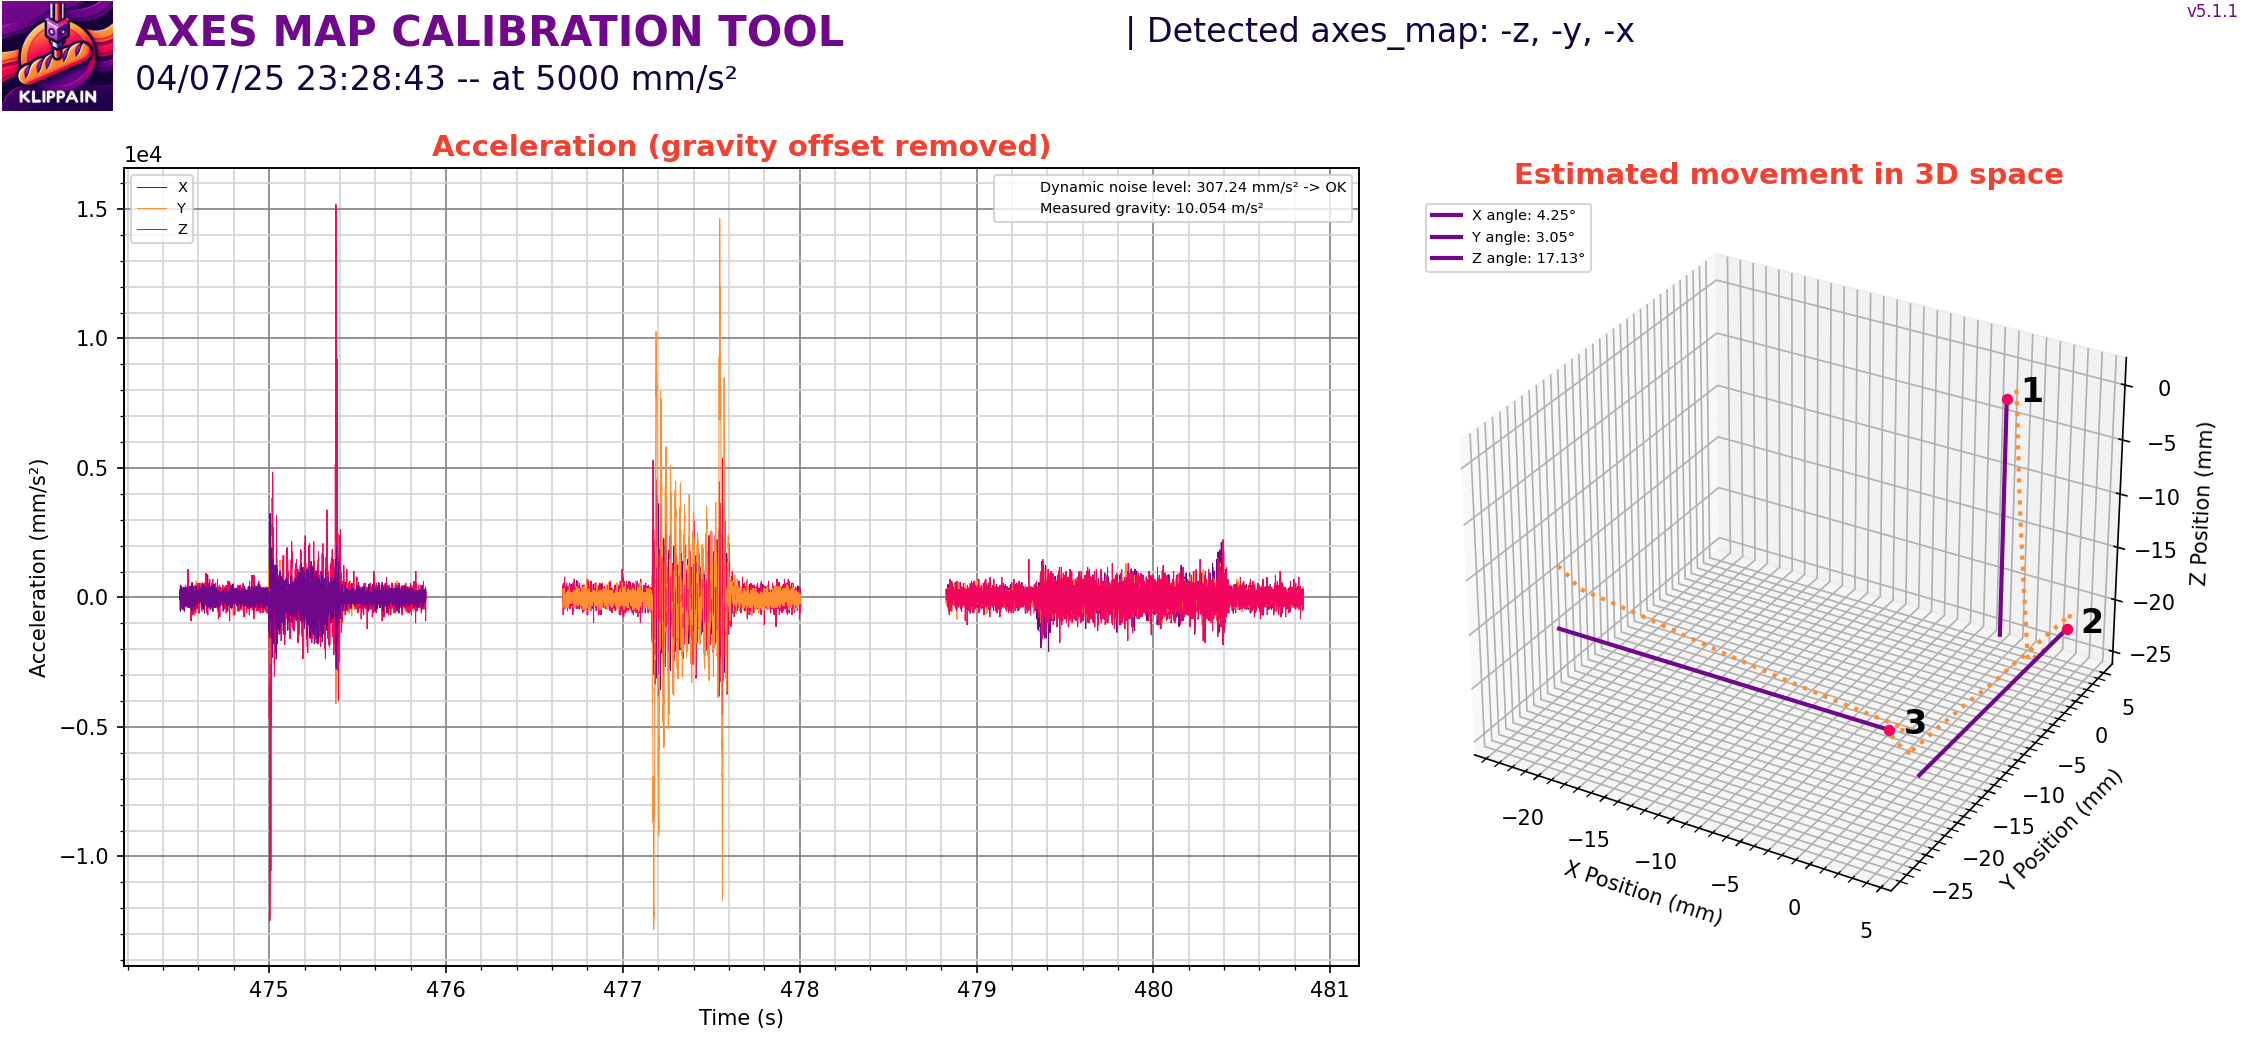 KLIPPAIN
AXES MAP CALIBRATION TOOL
04/07/25 23:28:43 -- at 5000 mm/s²
| Detected axes_map: -z, -y, -x
v5.1.1
Acceleration (gravity offset removed)
1e4
X
Y
Z
Dynamic noise level: 307.24 mm/s² -> OK
Measured gravity: 10.054 m/s²
1.5
1.0
0.5
0.0
−0.5
−1.0
Acceleration (mm/s²)
475 476 477 478 479 480 481
Time (s)
Estimated movement in 3D space
X angle: 4.25°
Y angle: 3.05°
Z angle: 17.13°
1
2
3
0
−5
−10
−15
−20
−25
Z Position (mm)
5
0
−5
−10
−15
−20
−25
Y Position (mm)
−20
−15
−10
−5
0
5
X Position (mm)